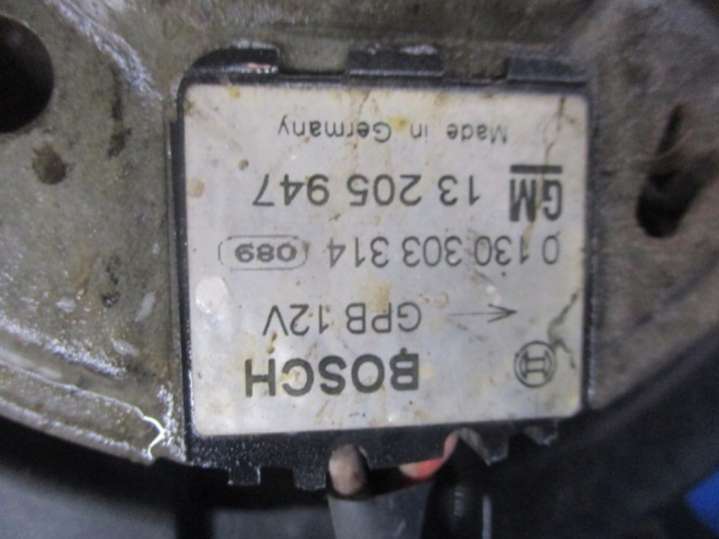 BOSCH
GPB 12V
0 130 303 314 (089)
GM 13 205 947
Made in Germany